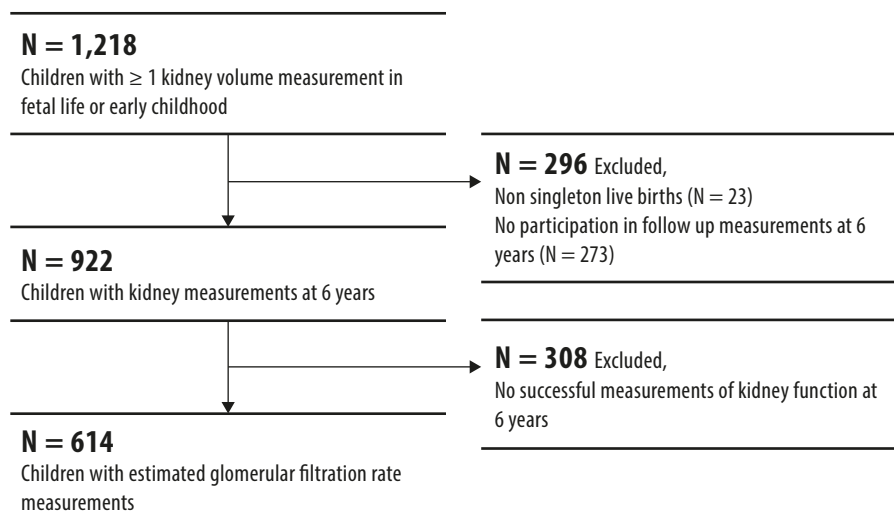 N = 1,218
Children with ≥ 1 kidney volume measurement in
fetal life or early childhood
N = 296 Excluded,
Non singleton live births (N = 23)
No participation in follow up measurements at 6
years (N = 273)
N = 922
Children with kidney measurements at 6 years
N = 308 Excluded,
No successful measurements of kidney function at
6 years
N = 614
Children with estimated glomerular filtration rate
measurements